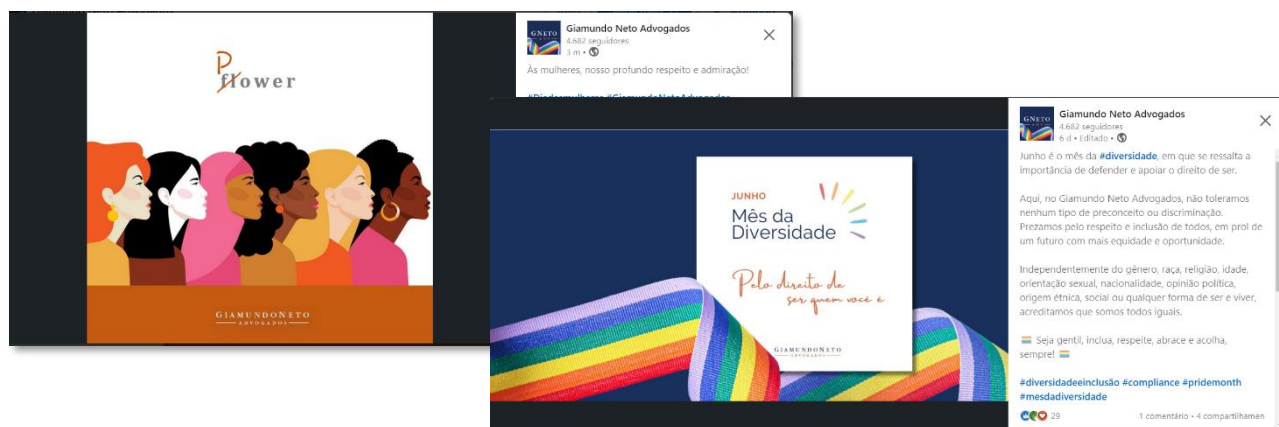 P
flower
GIAMUNDONETO
ADVOGADOS
GNETO
Giamundo Neto Advogados
4.682 seguidores
3 m •
Às mulheres, nosso profundo respeito e admiração!
#Diadasmulheres #GiamundoNetoAdvogados
JUNHO
Mês da
Diversidade
Pelo direito de
ser quem você é
GIAMUNDONETO
ADVOGADOS
GNETO
Giamundo Neto Advogados
4.682 seguidores
6 d • Editado •
Junho é o mês da #diversidade, em que se ressalta a
importância de defender e apoiar o direito de ser.
Aqui, no Giamundo Neto Advogados, não toleramos
nenhum tipo de preconceito ou discriminação.
Prezamos pelo respeito e inclusão de todos, em prol de
um futuro com mais equidade e oportunidade.
Independentemente do gênero, raça, religião, idade,
orientação sexual, nacionalidade, opinião política,
origem étnica, social ou qualquer forma de ser e viver,
acreditamos que somos todos iguais.
Seja gentil, inclua, respeite, abrace e acolha,
sempre!
#diversidadeeinclusão #compliance #pridemonth
#mesdadiversidade
29
1 comentário • 4 compartilhamen